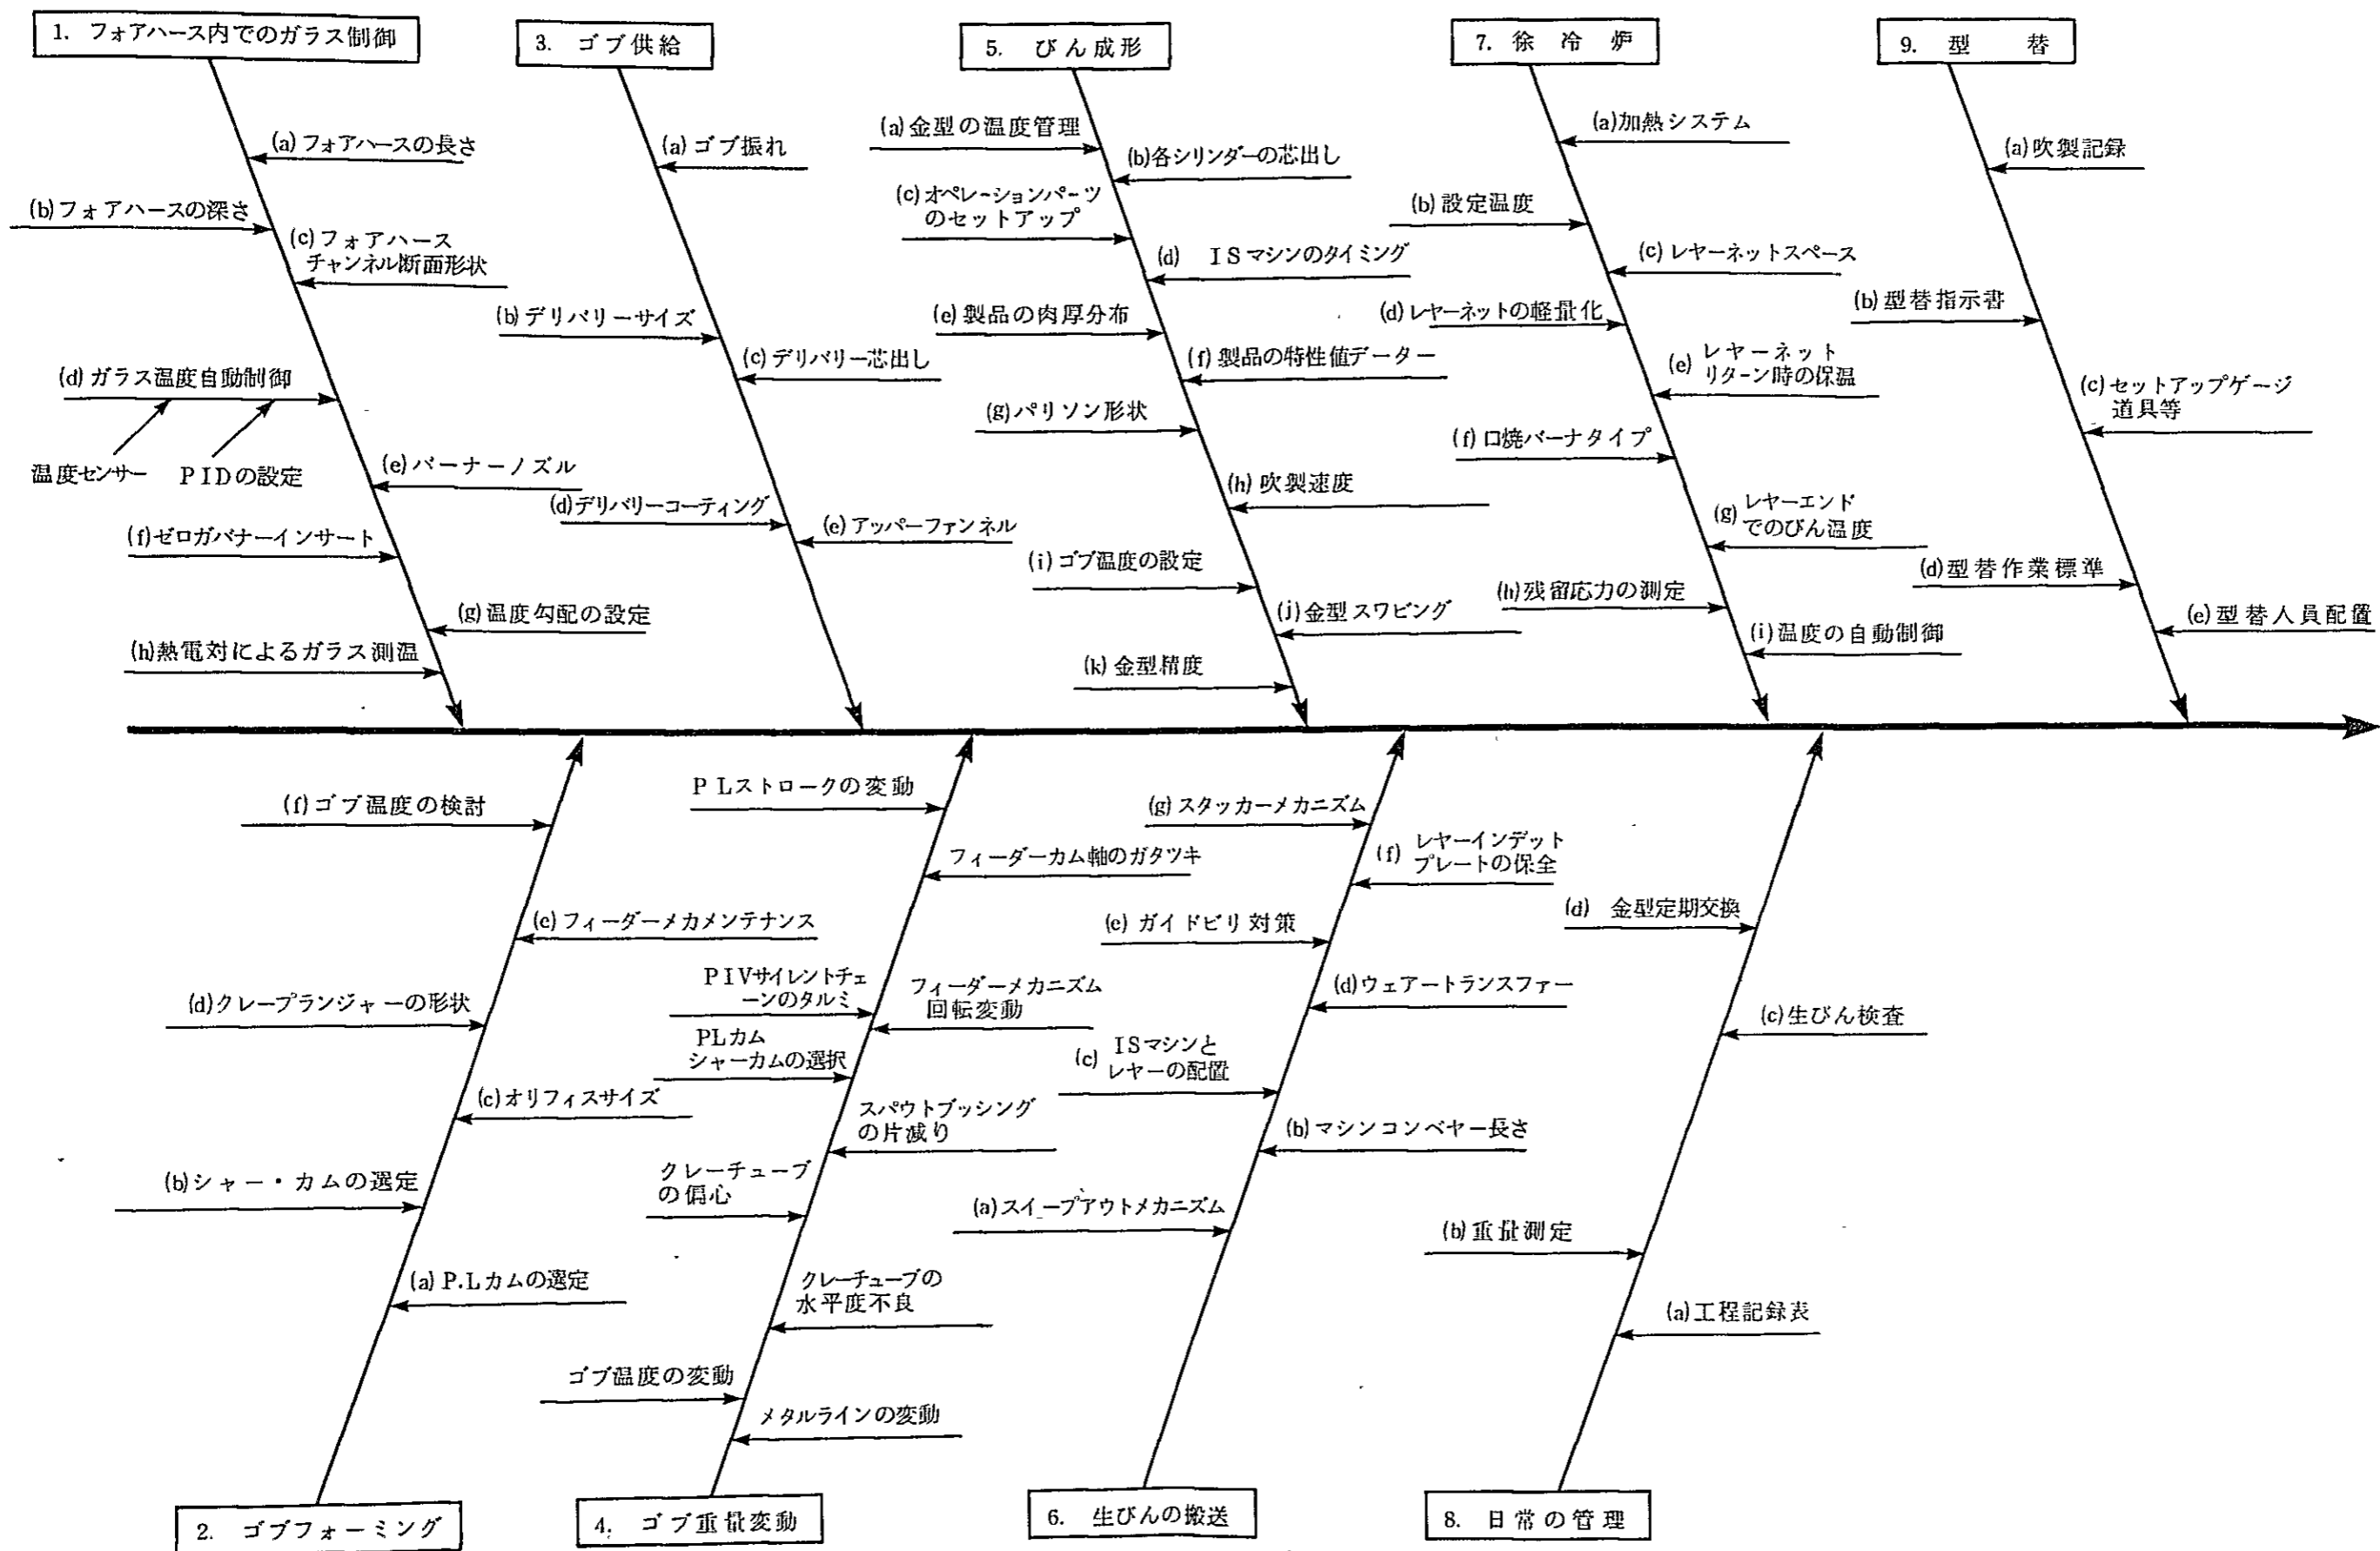 1. フォアハース内でのガラス制御
(a)フォアハースの長さ
(b)フォアハースの深さ
(c)フォアハース
チャンネル断面形状
(d)ガラス温度自動制御
温度センサー
PIDの設定
(e)バーナーノズル
(f)ゼロガバナーインサート
(g)温度勾配の設定
(h)熱電対によるガラス測温
3. ゴブ供給
(a)ゴブ振れ
(b)デリバリーサイズ
(c)デリバリー芯出し
(d)デリバリーコーティング
(e)アッパーファンネル
5. びん成形
(a)金型の温度管理
(b)各シリンダーの芯出し
(c)オペレーションパーツ
のセットアップ
(d) ISマシンのタイミング
(e)製品の肉厚分布
(f)製品の特性値データー
(g)パリソン形状
(h)吹製速度
(i)ゴブ温度の設定
(j)金型スワビング
(k)金型精度
7. 徐冷炉
(a)加熱システム
(b)設定温度
(c)レヤーネットスペース
(d)レヤーネットの軽量化
(e)レヤーネット
リターン時の保温
(f)口焼バーナタイプ
(g)レヤーエンド
でのびん温度
(h)残留応力の測定
(i)温度の自動制御
9. 型替
(a)吹製記録
(b)型替指示書
(c)セットアップゲージ
道具等
(d)型替作業標準
(e)型替人員配置
(f)ゴブ温度の検討
(e)フィーダーメカメンテナンス
(d)クレープランジャーの形状
(c)オリフィスサイズ
(b)シャー・カムの選定
(a)P.Lカムの選定
2. ゴブフォーミング
PLストロークの変動
フィーダーカム軸のガタツキ
PIVサイレントチェ
ーンのタルミ
フィーダーメカニズム
回転変動
PLカム
シャーカムの選択
スパウトブッシング
の片減り
クレーチューブ
の偏心
クレーチューブの
水平度不良
ゴブ温度の変動
メタルラインの変動
4. ゴブ重量変動
(g)スタッカーメカニズム
(f)レヤーインデット
プレートの保全
(e)ガイドビリ対策
(d)ウェアートランスファー
(c)ISマシンと
レヤーの配置
(b)マシンコンベヤー長さ
(a)スイープアウトメカニズム
6. 生びんの搬送
(d) 金型定期交換
(c)生びん検査
(b)重量測定
(a)工程記録表
8. 日常の管理